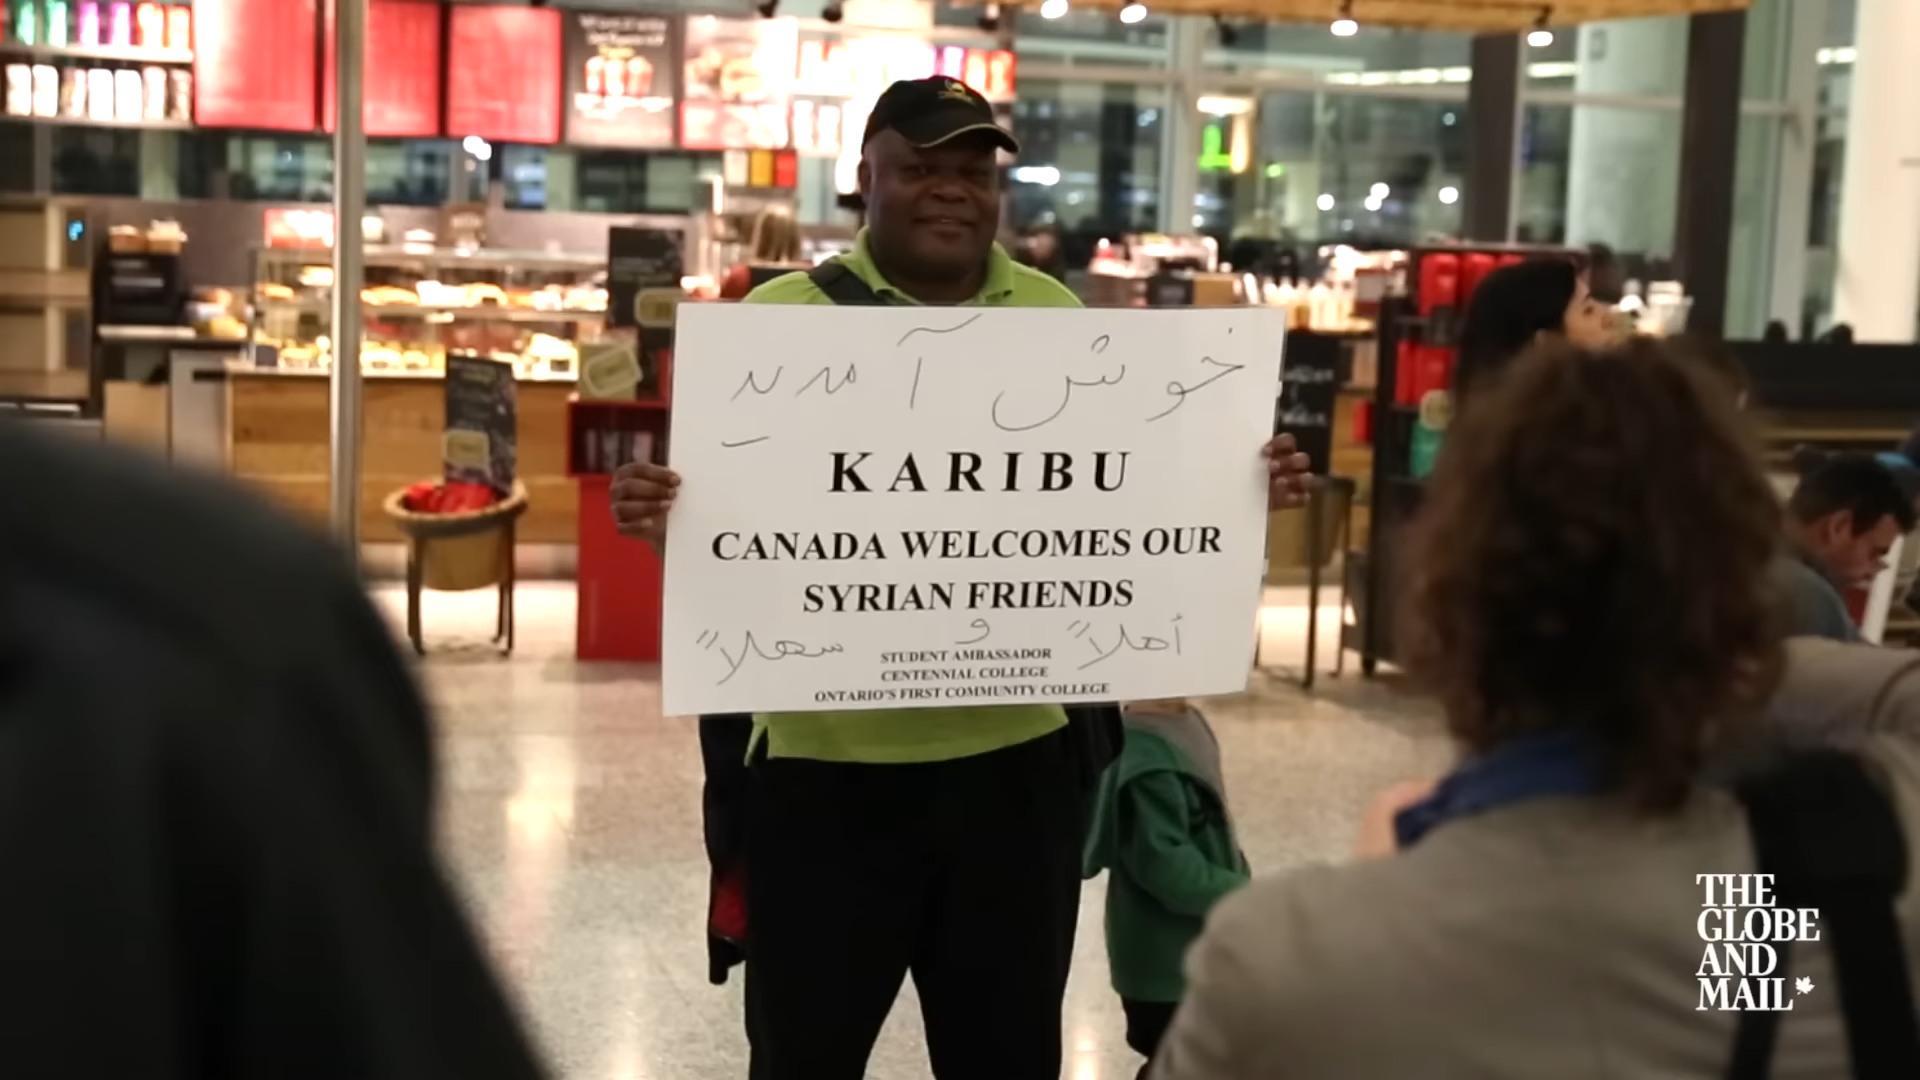 خوش آمدید
KARIBU
CANADA WELCOMES OUR
SYRIAN FRIENDS
أهلاً و سهلاً
STUDENT AMBASSADOR
CENTENNIAL COLLEGE
ONTARIO'S FIRST COMMUNITY COLLEGE
THE
GLOBE
AND
MAIL